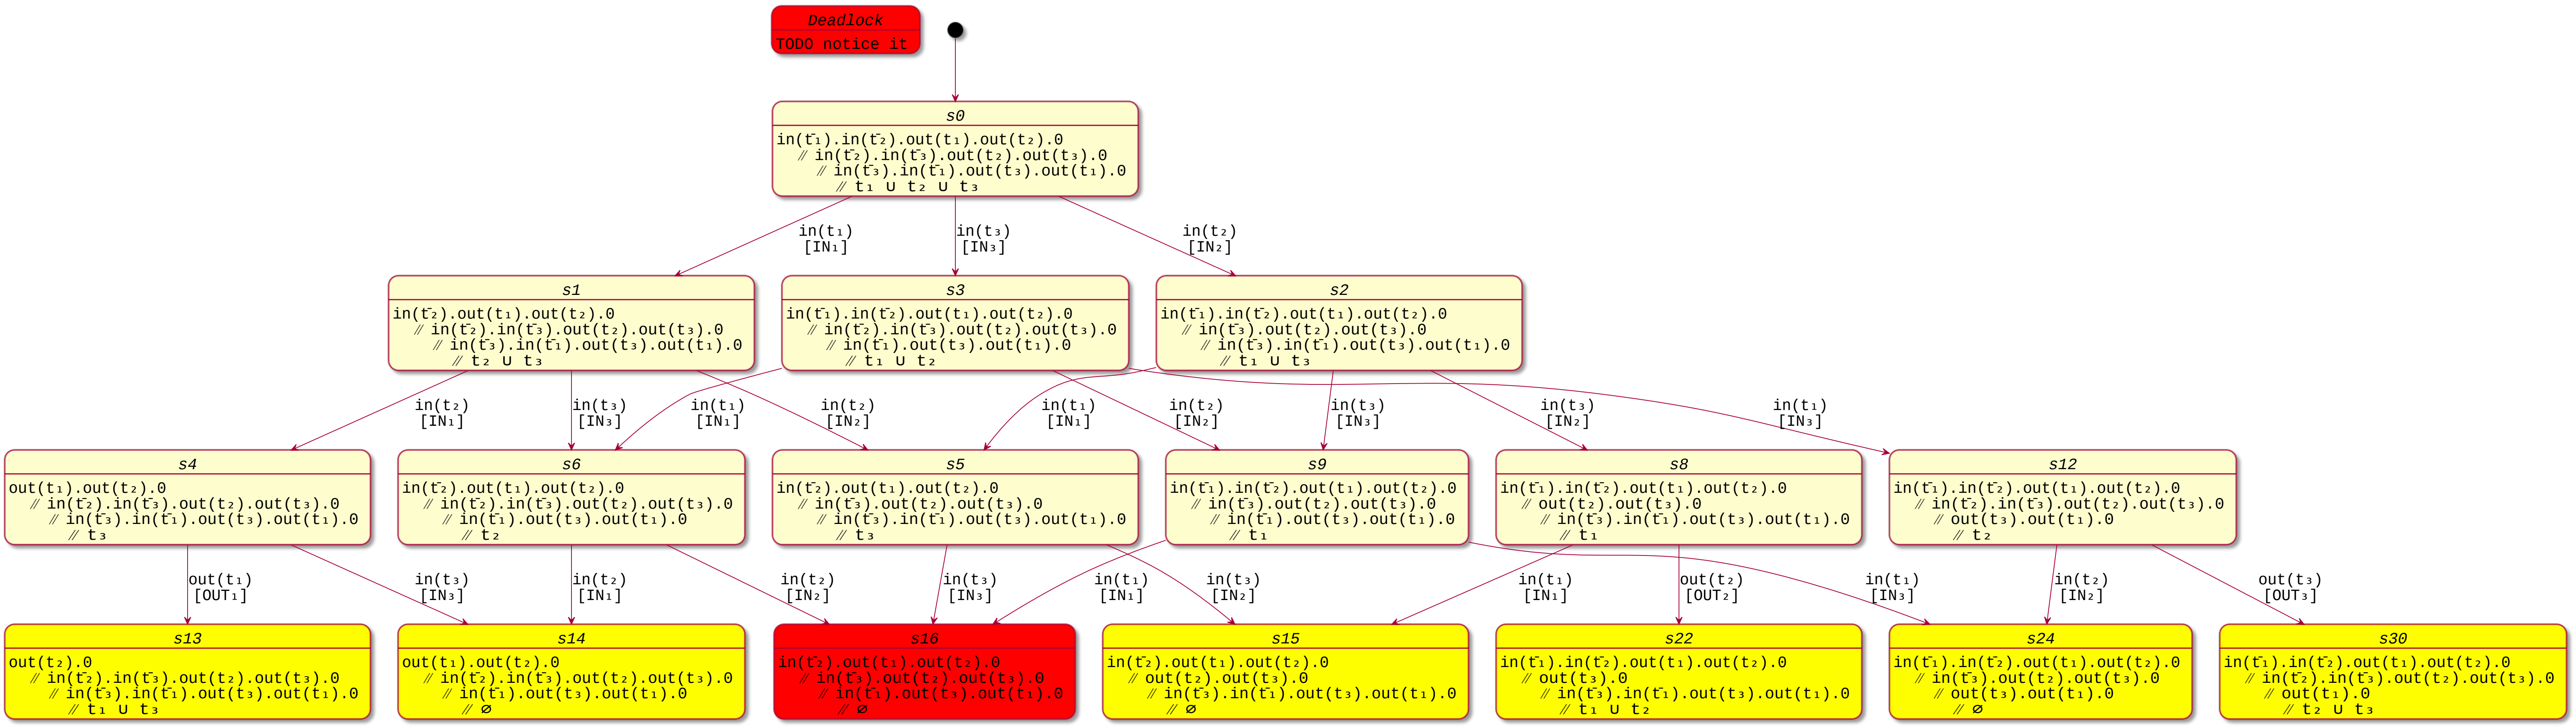 Deadlock
TODO notice it
s0
in(t̄₁).in(t̄₂).out(t₁).out(t₂).0
⫽ in(t̄₂).in(t̄₃).out(t₂).out(t₃).0
⫽ in(t̄₃).in(t̄₁).out(t₃).out(t₁).0
⫽ t₁ ∪ t₂ ∪ t₃
in(t₁)
[IN₁]
in(t₃)
[IN₃]
in(t₂)
[IN₂]
s1
in(t̄₂).out(t₁).out(t₂).0
⫽ in(t̄₂).in(t̄₃).out(t₂).out(t₃).0
⫽ in(t̄₃).in(t̄₁).out(t₃).out(t₁).0
⫽ t₂ ∪ t₃
s3
in(t̄₁).in(t̄₂).out(t₁).out(t₂).0
⫽ in(t̄₂).in(t̄₃).out(t₂).out(t₃).0
⫽ in(t̄₁).out(t₃).out(t₁).0
⫽ t₁ ∪ t₂
s2
in(t̄₁).in(t̄₂).out(t₁).out(t₂).0
⫽ in(t̄₃).out(t₂).out(t₃).0
⫽ in(t̄₃).in(t̄₁).out(t₃).out(t₁).0
⫽ t₁ ∪ t₃
in(t₂)
[IN₁]
in(t₃)
[IN₃]
in(t₁)
[IN₁]
in(t₂)
[IN₂]
in(t₁)
[IN₁]
in(t₂)
[IN₂]
in(t₃)
[IN₃]
in(t₃)
[IN₂]
in(t₁)
[IN₃]
s4
out(t₁).out(t₂).0
⫽ in(t̄₂).in(t̄₃).out(t₂).out(t₃).0
⫽ in(t̄₃).in(t̄₁).out(t₃).out(t₁).0
⫽ t₃
s6
in(t̄₂).out(t₁).out(t₂).0
⫽ in(t̄₂).in(t̄₃).out(t₂).out(t₃).0
⫽ in(t̄₁).out(t₃).out(t₁).0
⫽ t₂
s5
in(t̄₂).out(t₁).out(t₂).0
⫽ in(t̄₃).out(t₂).out(t₃).0
⫽ in(t̄₃).in(t̄₁).out(t₃).out(t₁).0
⫽ t₃
s9
in(t̄₁).in(t̄₂).out(t₁).out(t₂).0
⫽ in(t̄₃).out(t₂).out(t₃).0
⫽ in(t̄₁).out(t₃).out(t₁).0
⫽ t₁
s8
in(t̄₁).in(t̄₂).out(t₁).out(t₂).0
⫽ out(t₂).out(t₃).0
⫽ in(t̄₃).in(t̄₁).out(t₃).out(t₁).0
⫽ t₁
s12
in(t̄₁).in(t̄₂).out(t₁).out(t₂).0
⫽ in(t̄₂).in(t̄₃).out(t₂).out(t₃).0
⫽ out(t₃).out(t₁).0
⫽ t₂
out(t₁)
[OUT₁]
in(t₃)
[IN₃]
in(t₂)
[IN₁]
in(t₂)
[IN₂]
in(t₃)
[IN₃]
in(t₁)
[IN₁]
in(t₃)
[IN₂]
in(t₁)
[IN₁]
out(t₂)
[OUT₂]
in(t₁)
[IN₃]
in(t₂)
[IN₂]
out(t₃)
[OUT₃]
s13
out(t₂).0
⫽ in(t̄₂).in(t̄₃).out(t₂).out(t₃).0
⫽ in(t̄₃).in(t̄₁).out(t₃).out(t₁).0
⫽ t₁ ∪ t₃
s14
out(t₁).out(t₂).0
⫽ in(t̄₂).in(t̄₃).out(t₂).out(t₃).0
⫽ in(t̄₁).out(t₃).out(t₁).0
⫽ ∅
s16
in(t̄₂).out(t₁).out(t₂).0
⫽ in(t̄₃).out(t₂).out(t₃).0
⫽ in(t̄₁).out(t₃).out(t₁).0
⫽ ∅
s15
in(t̄₂).out(t₁).out(t₂).0
⫽ out(t₂).out(t₃).0
⫽ in(t̄₃).in(t̄₁).out(t₃).out(t₁).0
⫽ ∅
s22
in(t̄₁).in(t̄₂).out(t₁).out(t₂).0
⫽ out(t₃).0
⫽ in(t̄₃).in(t̄₁).out(t₃).out(t₁).0
⫽ t₁ ∪ t₂
s24
in(t̄₁).in(t̄₂).out(t₁).out(t₂).0
⫽ in(t̄₃).out(t₂).out(t₃).0
⫽ out(t₃).out(t₁).0
⫽ ∅
s30
in(t̄₁).in(t̄₂).out(t₁).out(t₂).0
⫽ in(t̄₂).in(t̄₃).out(t₂).out(t₃).0
⫽ out(t₁).0
⫽ t₂ ∪ t₃